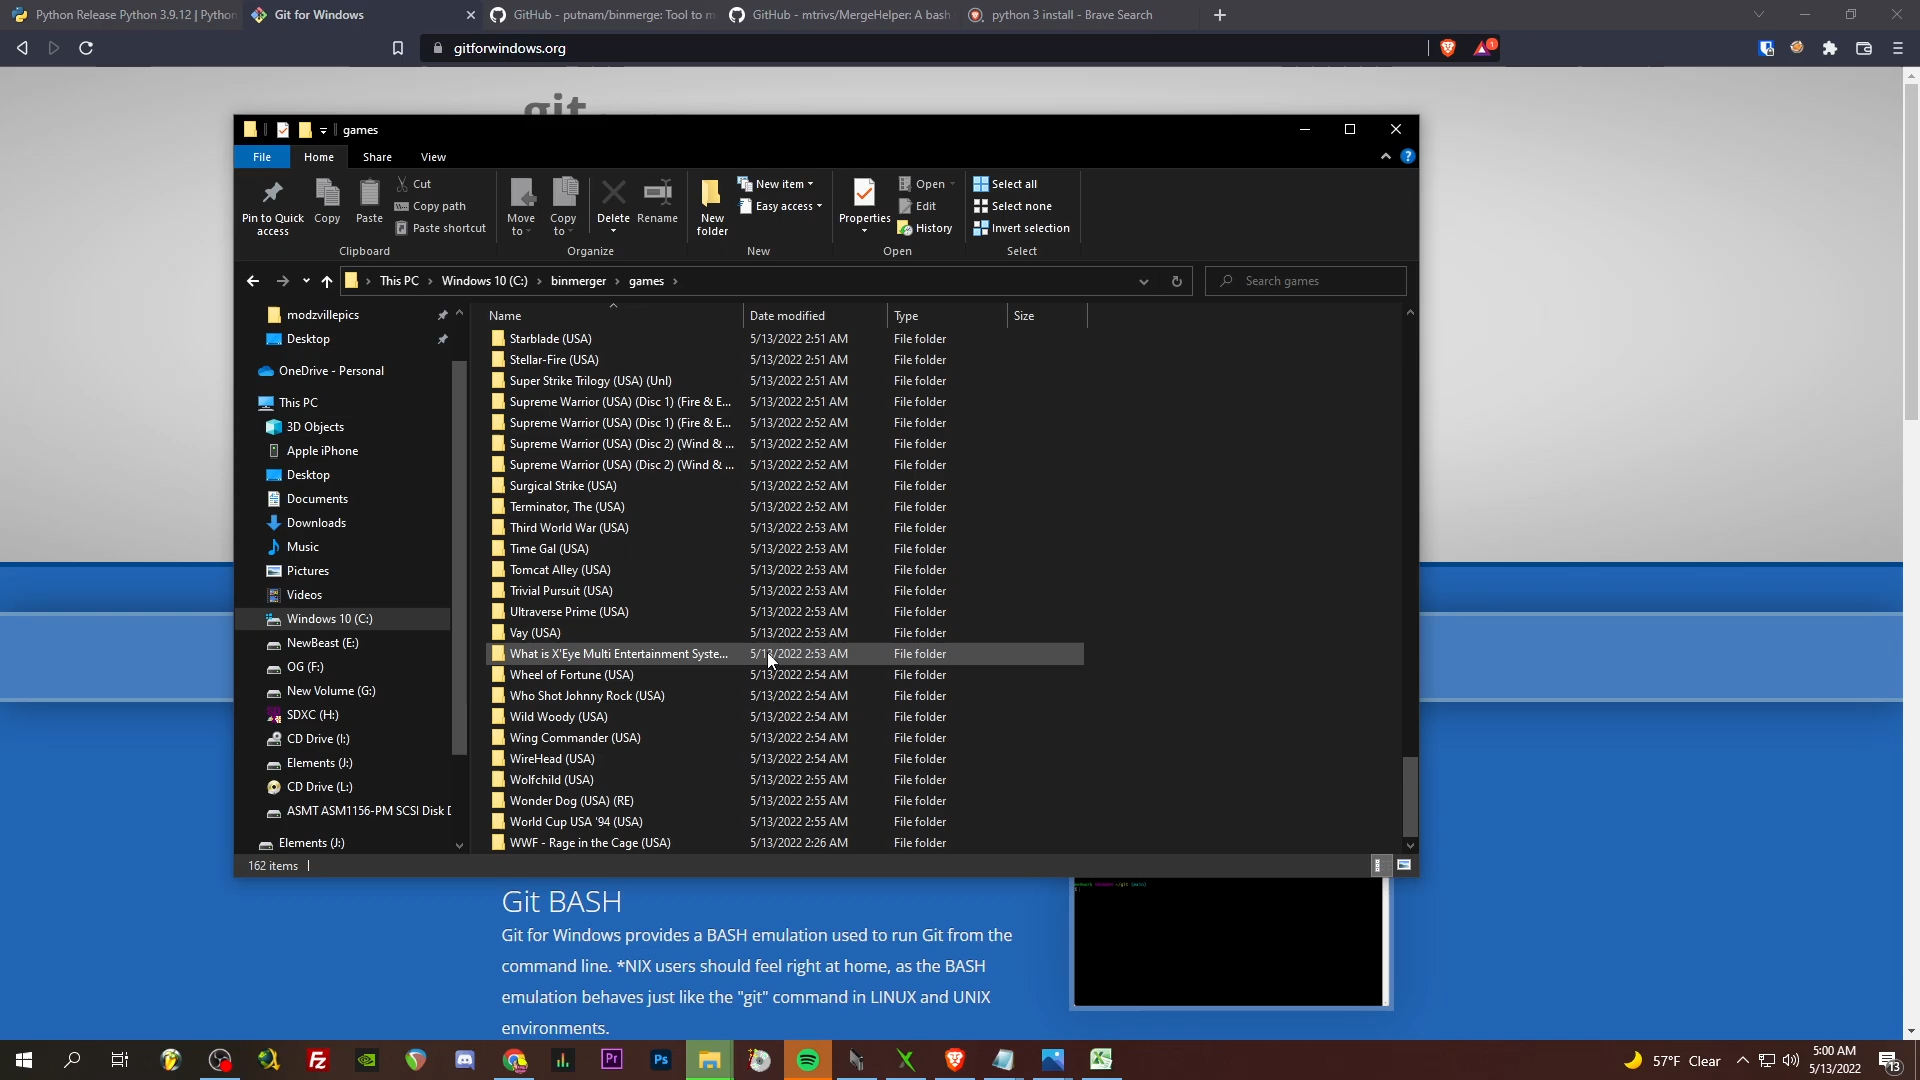 Python Release Python 3.9.12 | Python
Git for Windows
GitHub - putnam/binmerge: Tool to m
GitHub - mtrivs/MergeHelper: A bash
python 3 install - Brave Search
gitforwindows.org
1
git
games
File
Home
Share
View
Pin to Quick access
Copy
Paste
Cut
Copy path
Paste shortcut
Clipboard
Move to
Copy to
Delete
Rename
Organize
New folder
New item
Easy access
New
Properties
Open
Edit
History
Open
Select all
Select none
Invert selection
Select
This PC > Windows 10 (C:) > binmerger > games >
Search games
modzvillepics
Desktop
OneDrive - Personal
This PC
3D Objects
Apple iPhone
Desktop
Documents
Downloads
Music
Pictures
Videos
Windows 10 (C:)
NewBeast (E:)
OG (F:)
New Volume (G:)
SDXC (H:)
CD Drive (I:)
Elements (J:)
CD Drive (L:)
ASMT ASM1156-PM SCSI Disk D
Elements (J:)
Name Date modified Type Size
Starblade (USA) 5/13/2022 2:51 AM File folder
Stellar-Fire (USA) 5/13/2022 2:51 AM File folder
Super Strike Trilogy (USA) (Unl) 5/13/2022 2:51 AM File folder
Supreme Warrior (USA) (Disc 1) (Fire & E... 5/13/2022 2:51 AM File folder
Supreme Warrior (USA) (Disc 1) (Fire & E... 5/13/2022 2:52 AM File folder
Supreme Warrior (USA) (Disc 2) (Wind & ... 5/13/2022 2:52 AM File folder
Supreme Warrior (USA) (Disc 2) (Wind & ... 5/13/2022 2:52 AM File folder
Surgical Strike (USA) 5/13/2022 2:52 AM File folder
Terminator, The (USA) 5/13/2022 2:52 AM File folder
Third World War (USA) 5/13/2022 2:53 AM File folder
Time Gal (USA) 5/13/2022 2:53 AM File folder
Tomcat Alley (USA) 5/13/2022 2:53 AM File folder
Trivial Pursuit (USA) 5/13/2022 2:53 AM File folder
Ultraverse Prime (USA) 5/13/2022 2:53 AM File folder
Vay (USA) 5/13/2022 2:53 AM File folder
What is X'Eye Multi Entertainment Syste... 5/13/2022 2:53 AM File folder
Wheel of Fortune (USA) 5/13/2022 2:54 AM File folder
Who Shot Johnny Rock (USA) 5/13/2022 2:54 AM File folder
Wild Woody (USA) 5/13/2022 2:54 AM File folder
Wing Commander (USA) 5/13/2022 2:54 AM File folder
WireHead (USA) 5/13/2022 2:54 AM File folder
Wolfchild (USA) 5/13/2022 2:55 AM File folder
Wonder Dog (USA) (RE) 5/13/2022 2:55 AM File folder
World Cup USA '94 (USA) 5/13/2022 2:55 AM File folder
WWF - Rage in the Cage (USA) 5/13/2022 2:26 AM File folder
162 items
Git BASH
Git for Windows provides a BASH emulation used to run Git from the
command line. *NIX users should feel right at home, as the BASH
emulation behaves just like the "git" command in LINUX and UNIX
environments.
57°F Clear
5:00 AM
5/13/2022
13